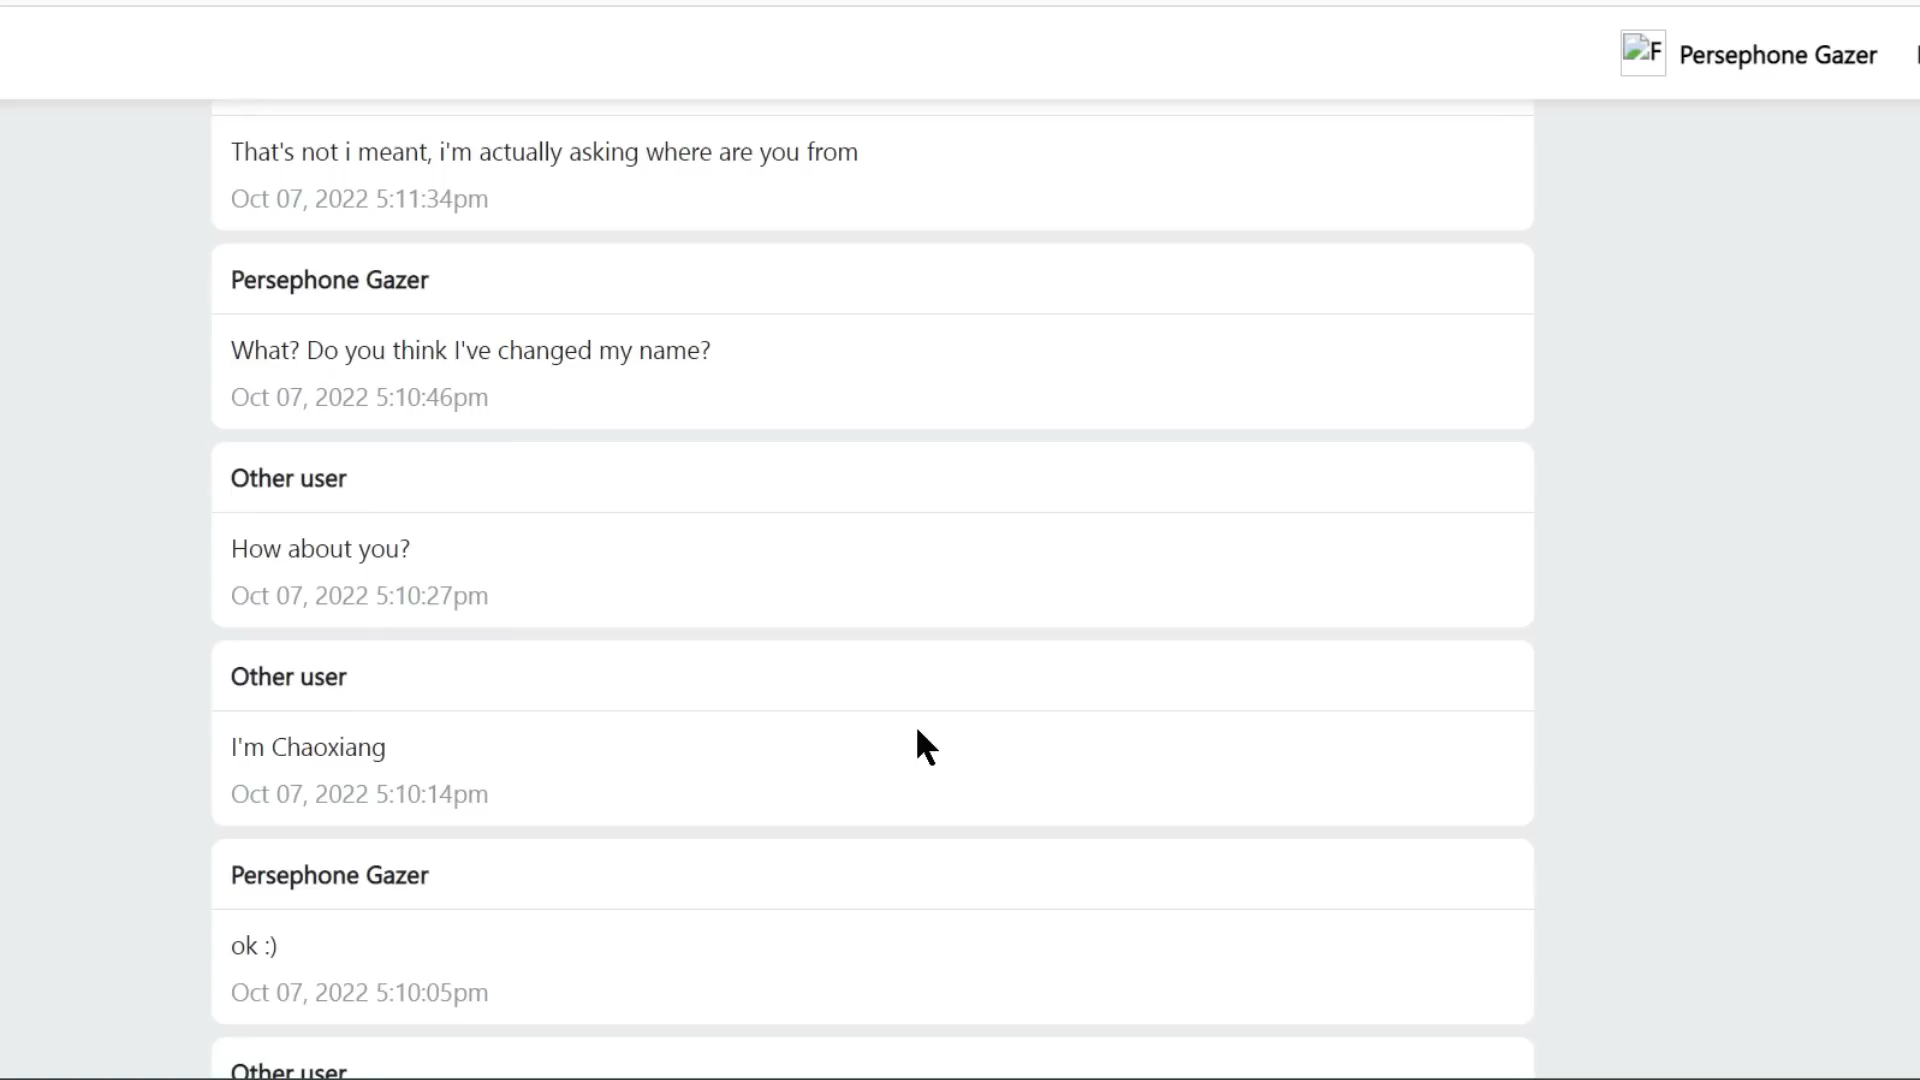 Persephone Gazer
That's not i meant, i'm actually asking where are you from
Oct 07, 2022 5:11:34pm
Persephone Gazer
What? Do you think I've changed my name?
Oct 07, 2022 5:10:46pm
Other user
How about you?
Oct 07, 2022 5:10:27pm
Other user
I'm Chaoxiang
Oct 07, 2022 5:10:14pm
Persephone Gazer
ok :)
Oct 07, 2022 5:10:05pm
Other user